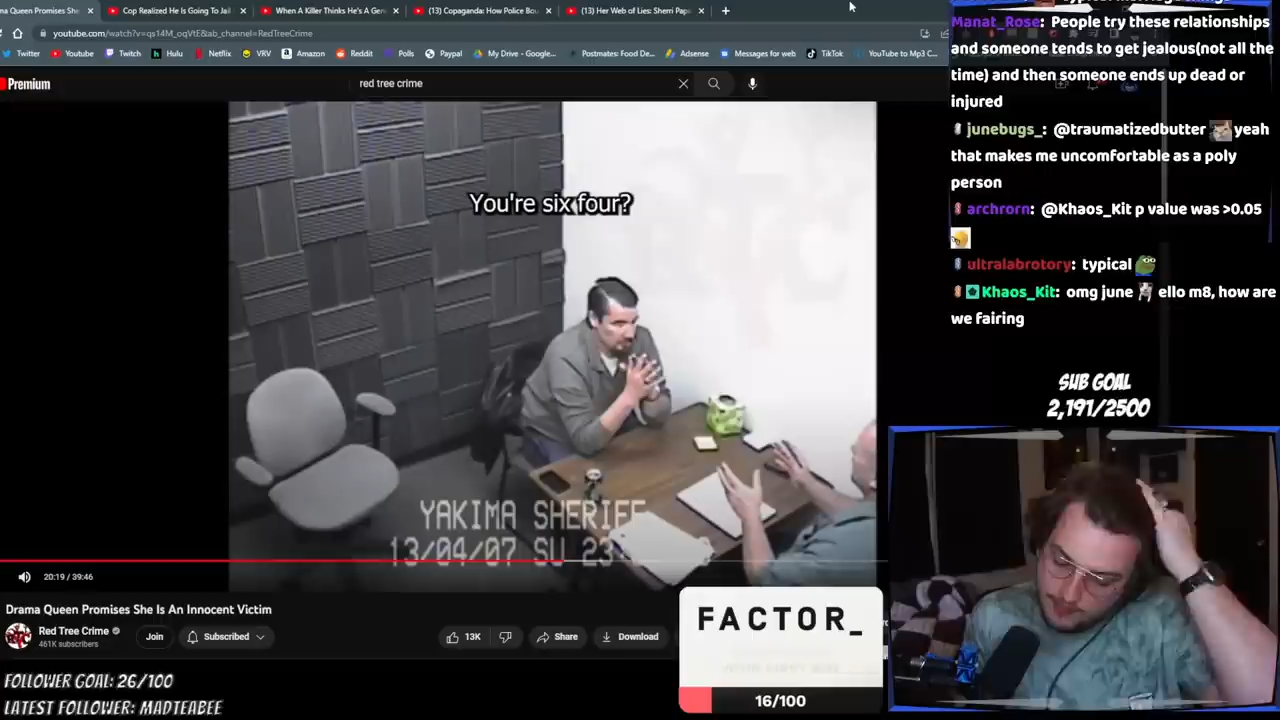 Drama Queen Promises She
Cop Realized He Is Going To Jail
When A Killer Thinks He's A Gen
(13) Copaganda: How Police Bou
(13) Her Web of Lies: Sherri Pap
youtube.com/watch?v=qs14M_oqVtE&ab_channel=RedTreeCrime
Twitter
Youtube
Twitch
Hulu
Netflix
VRV
Amazon
Reddit
Polls
Paypal
My Drive - Google...
Postmates: Food De...
Adsense
Messages for web
TikTok
YouTube to Mp3 C...
Premium
red tree crime
You're six four?
YAKIMA SHERIFF
13/04/07 SU 23
20:19 / 39:46
Drama Queen Promises She Is An Innocent Victim
Red Tree Crime
461K subscribers
Join
Subscribed
13K
Share
Download
FOLLOWER GOAL: 26/100
LATEST FOLLOWER: MADTEABEE
FACTOR_
16/100
Manat_Rose: People try these relationships
and someone tends to get jealous(not all the
time) and then someone ends up dead or
injured
junebugs_: @traumatizedbutter yeah
that makes me uncomfortable as a poly
person
archrorn: @Khaos_Kit p value was >0.05
ultralabrotory: typical
Khaos_Kit: omg june ello m8, how are
we fairing
SUB GOAL
2,191/2500